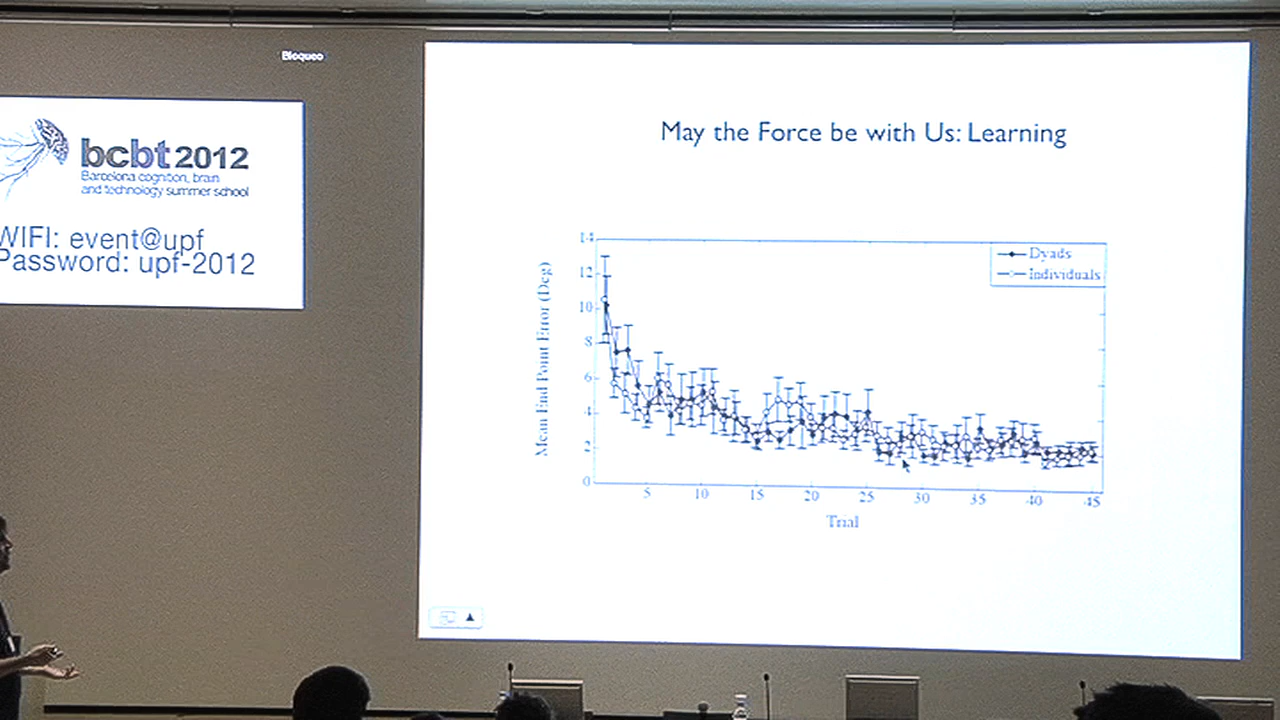 Bloqueo
bcbt 2012
Barcelona cognition, brain
and technology summer school
WIFI: event@upf
Password: upf-2012
May the Force be with Us: Learning
Mean End Point Error (Deg)
14
12
10
8
6
4
2
0
Dyads
Individuals
5
10
15
20
25
30
35
40
45
Trial